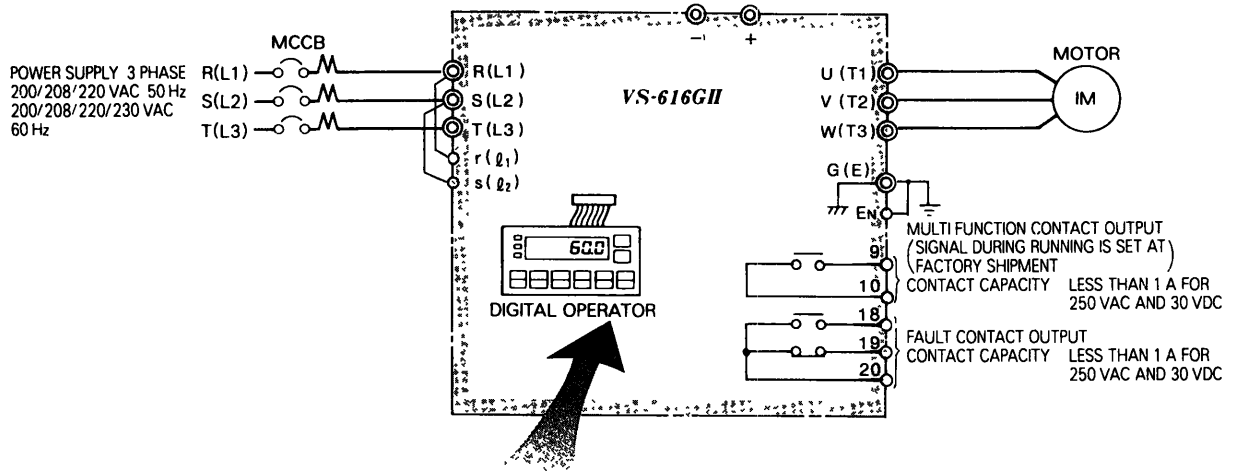 − +
MCCB
POWER SUPPLY 3 PHASE
200/208/220 VAC 50 Hz
200/208/220/230 VAC
60 Hz
R(L1)
S(L2)
T(L3)
R(L1)
S(L2)
T(L3)
r(ℓ1)
s(ℓ2)
VS-616GII
60.0
DIGITAL OPERATOR
U(T1)
V(T2)
W(T3)
G(E)
EN
MOTOR
IM
9
10
MULTI FUNCTION CONTACT OUTPUT
(SIGNAL DURING RUNNING IS SET AT
FACTORY SHIPMENT)
CONTACT CAPACITY LESS THAN 1 A FOR
250 VAC AND 30 VDC
18
19
20
FAULT CONTACT OUTPUT
CONTACT CAPACITY LESS THAN 1 A FOR
250 VAC AND 30 VDC